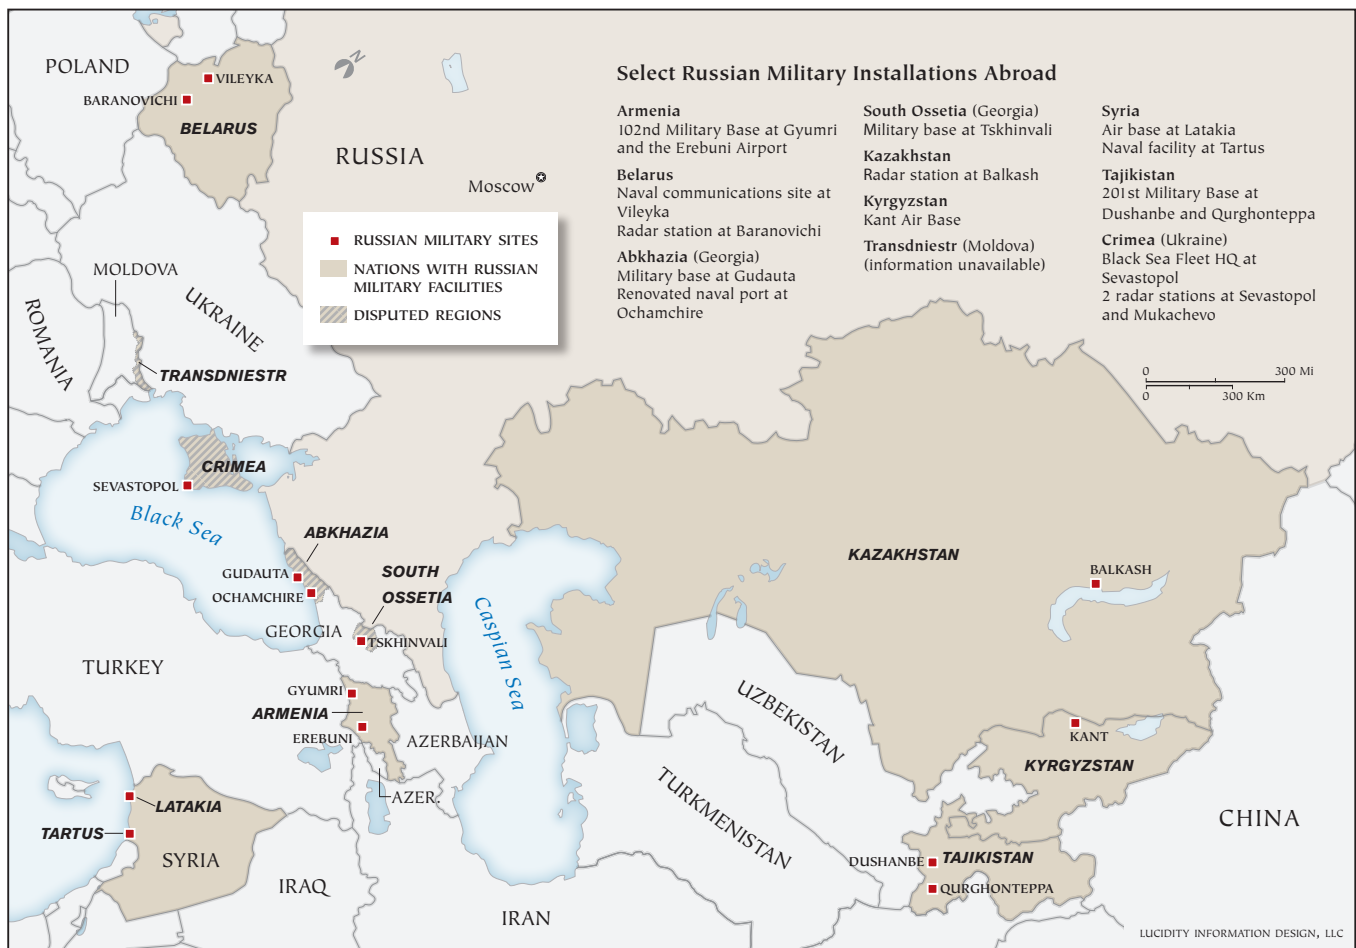 Select Russian Military Installations Abroad
Armenia
102nd Military Base at Gyumri
and the Erebuni Airport
Belarus
Naval communications site at
Vileyka
Radar station at Baranovichi
Abkhazia (Georgia)
Military base at Gudauta
Renovated naval port at
Ochamchire
South Ossetia (Georgia)
Military base at Tskhinvali
Kazakhstan
Radar station at Balkash
Kyrgyzstan
Kant Air Base
Transdniestr (Moldova)
(information unavailable)
Syria
Air base at Latakia
Naval facility at Tartus
Tajikistan
201st Military Base at
Dushanbe and Qurghonteppa
Crimea (Ukraine)
Black Sea Fleet HQ at
Sevastopol
2 radar stations at Sevastopol
and Mukachevo
0 300 Mi
0 300 Km
RUSSIAN MILITARY SITES
NATIONS WITH RUSSIAN
MILITARY FACILITIES
DISPUTED REGIONS
N
POLAND
VILEYKA
BARANOVICHI
BELARUS
RUSSIA
Moscow
MOLDOVA
UKRAINE
ROMANIA
TRANSDNIESTR
CRIMEA
SEVASTOPOL
Black Sea
ABKHAZIA
GUDAUTA
OCHAMCHIRE
SOUTH
OSSETIA
GEORGIA
TSKHINVALI
Caspian Sea
KAZAKHSTAN
BALKASH
TURKEY
GYUMRI
ARMENIA
EREBUNI
AZERBAIJAN
AZER.
UZBEKISTAN
TURKMENISTAN
KANT
KYRGYZSTAN
CHINA
LATAKIA
TARTUS
SYRIA
IRAQ
IRAN
DUSHANBE
TAJIKISTAN
QURGHONTEPPA
LUCIDITY INFORMATION DESIGN, LLC